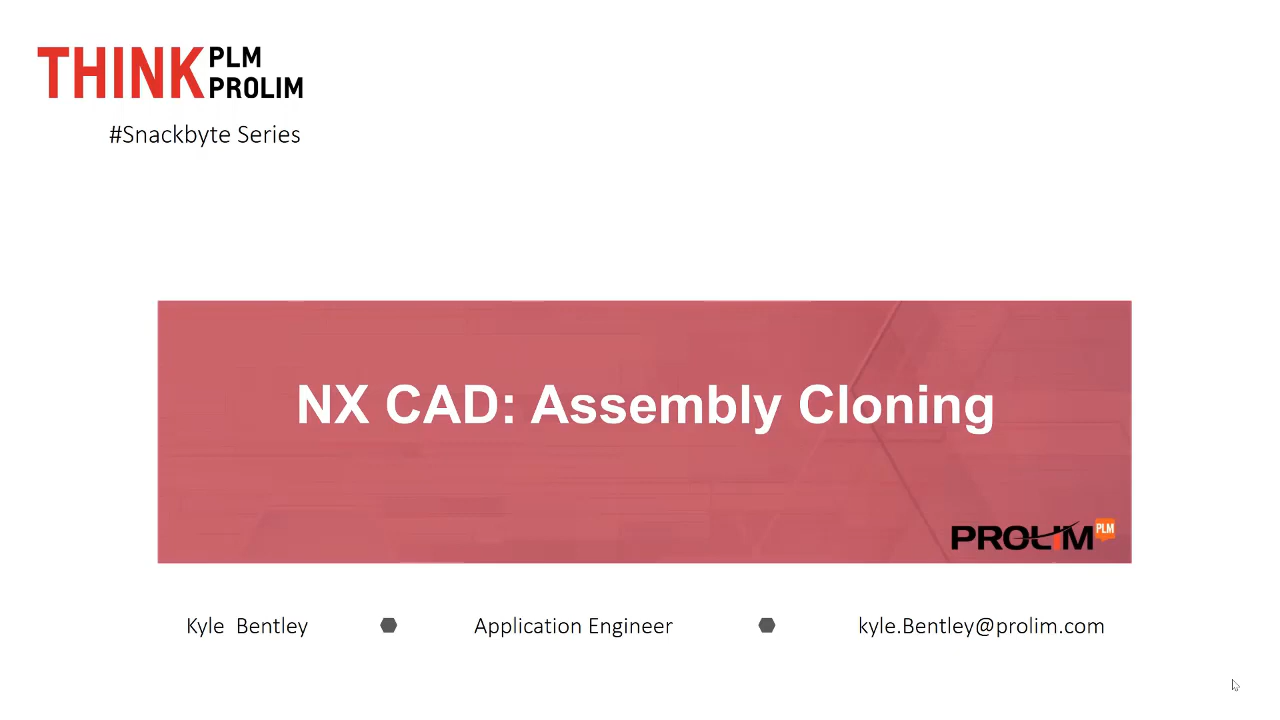 THINK PLM
PROLIM
#Snackbyte Series
NX CAD: Assembly Cloning
PROLIM PLM
Kyle Bentley
Application Engineer
kyle.Bentley@prolim.com